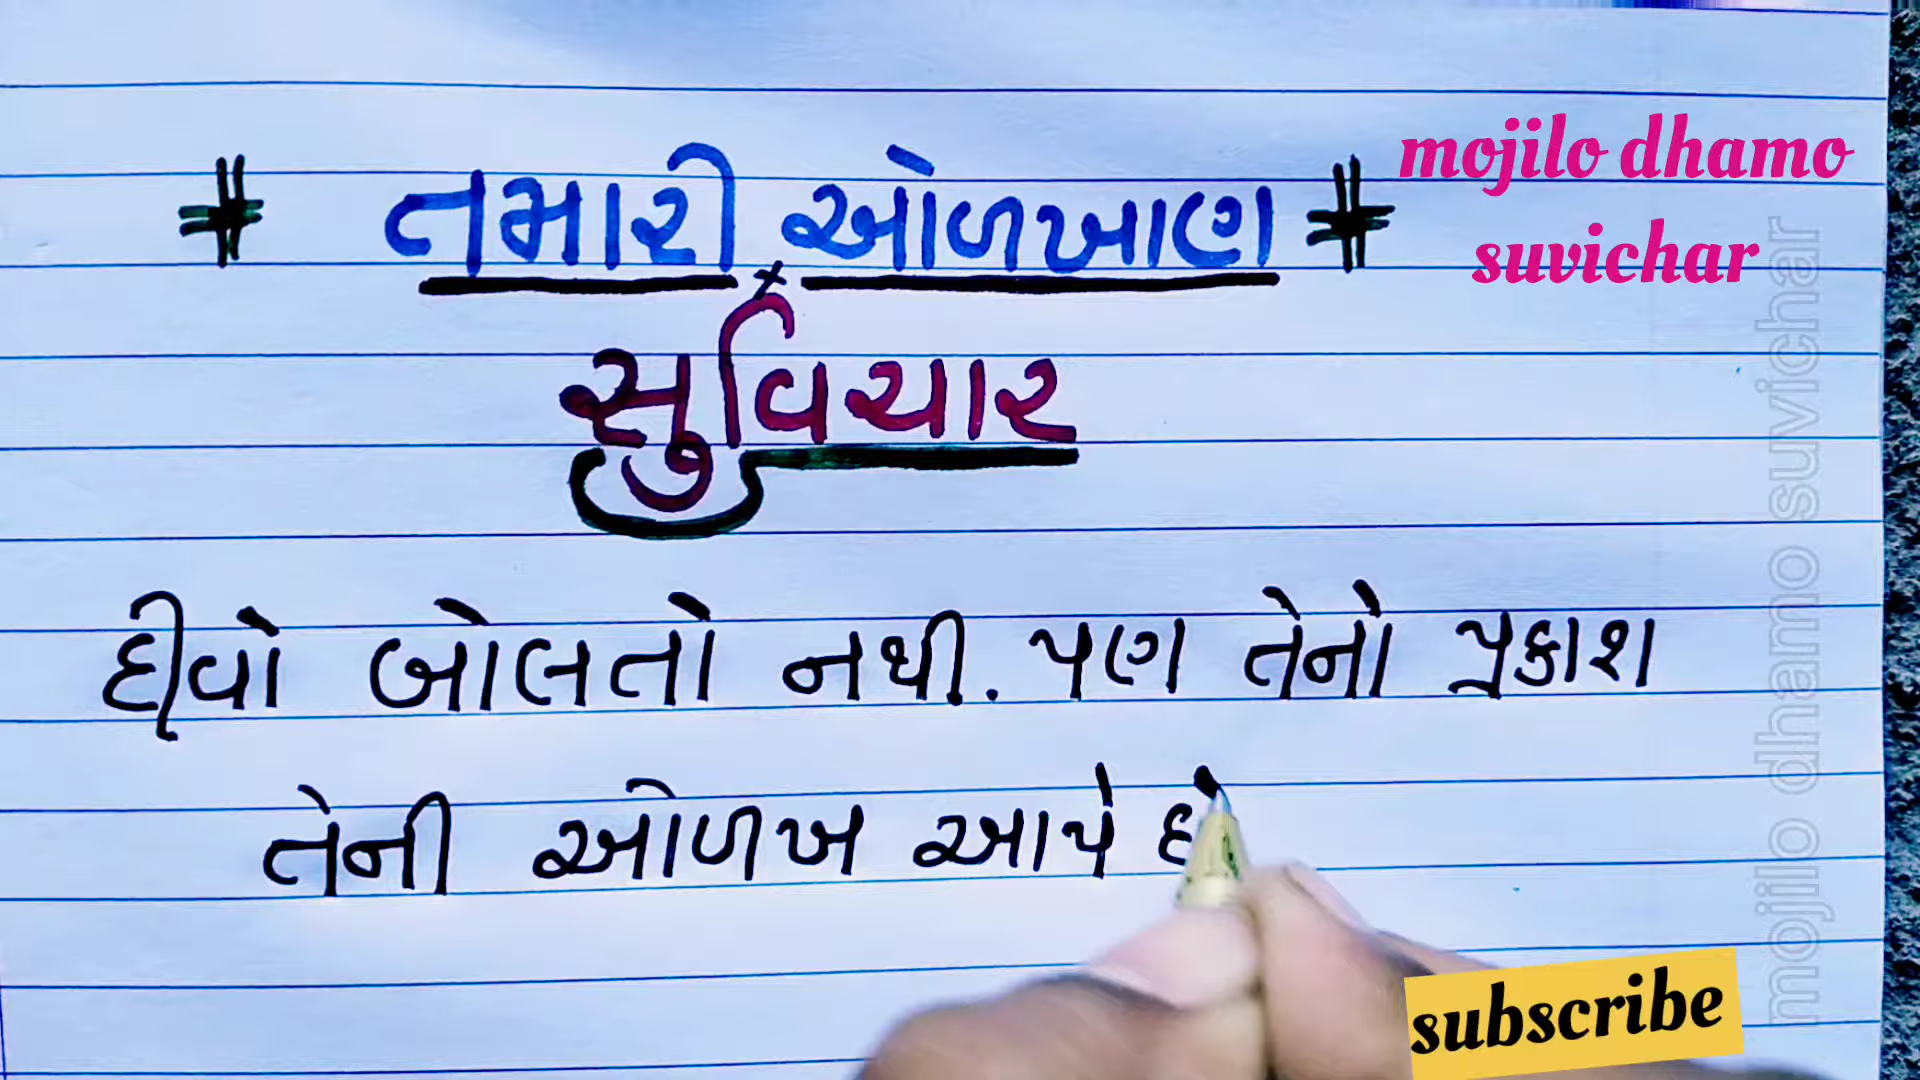 # તમારી ઓળખાણ #
સુવિચાર
દીવો બોલતો નથી. પણ તેનો પ્રકાશ
તેની ઓળખ આપે
mojilo dhamo
suvichar
mojilo dhamo suvichar
subscribe